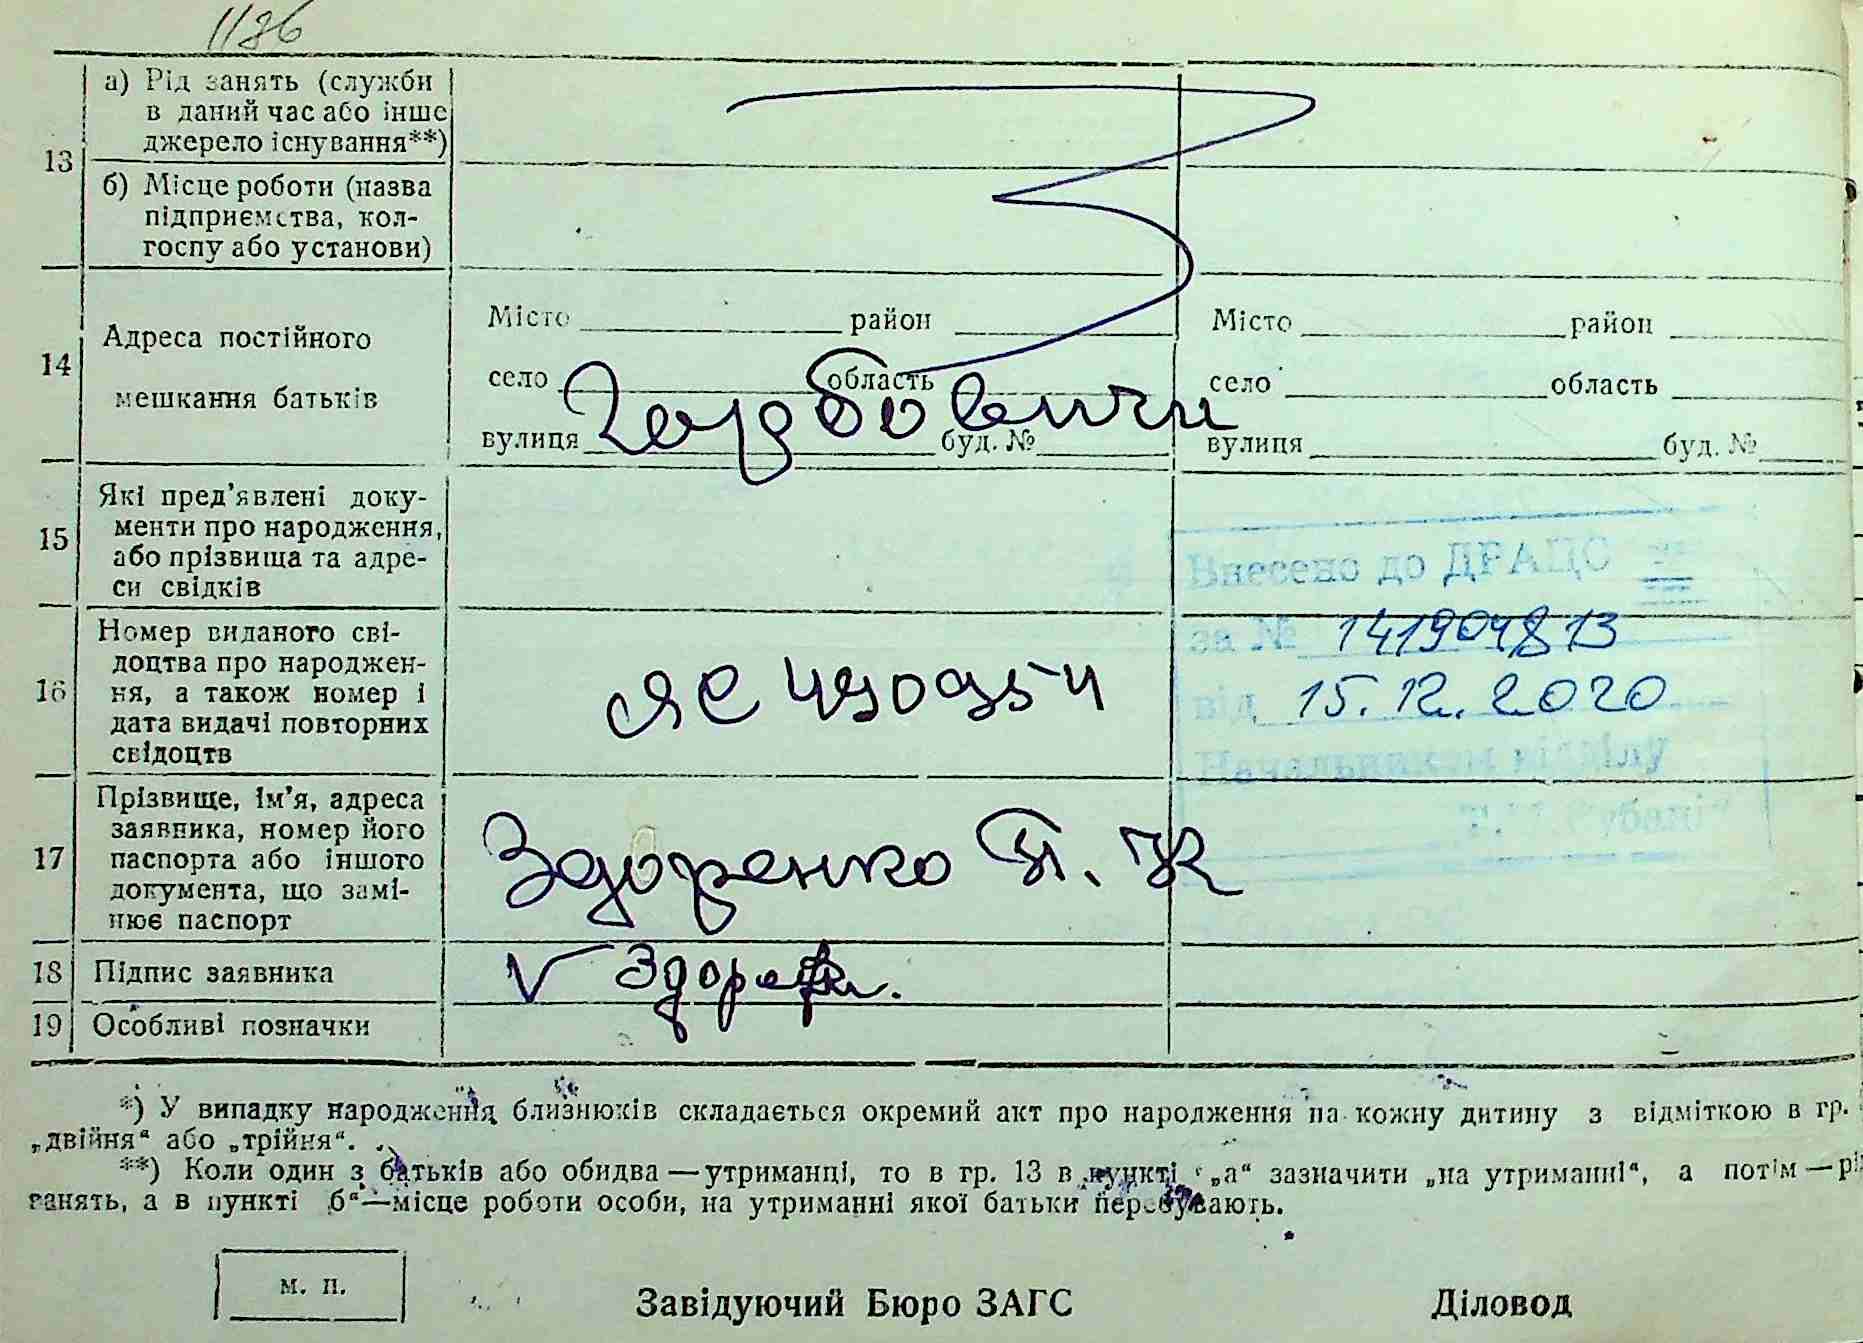 1136
13
а) Рід занять (служби
в даний час або інше
джерело існування**)
б) Місце роботи (назва
підприємства, кол-
госпу або установи)
14
Адреса постійного
мешкання батьків
Місто район
село область
вулиця буд. №
Горбовичи
Місто район
село область
вулиця буд. №
15
Які пред’явлені доку-
менти про народження,
або прізвища та адре-
си свідків
Внесено до ДРАЦС
за № 141904813
від 15.12.2020
Начальником відділу
16
Номер виданого сві-
доцтва про народжен-
ня, а також номер і
дата видачі повторних
свідоцтв
17
Прізвище, ім’я, адреса
заявника, номер його
паспорта або іншого
документа, що замі-
нює паспорт
Здоренко П. К
18
Підпис заявника
19
Особливі позначки
*) У випадку народження близнюків складається окремий акт про народження на кожну дитину з відміткою в гр.
„двійня“ або „трійня“.
**) Коли один з батьків або обидва — утриманці, то в гр. 13 в пункті „а“ зазначити „на утриманні“, а потім — рі
занять, а в пункті б“—місце роботи особи, на утриманні якої батьки перебувають.
м. п.
Завідуючий Бюро ЗАГС
Діловод